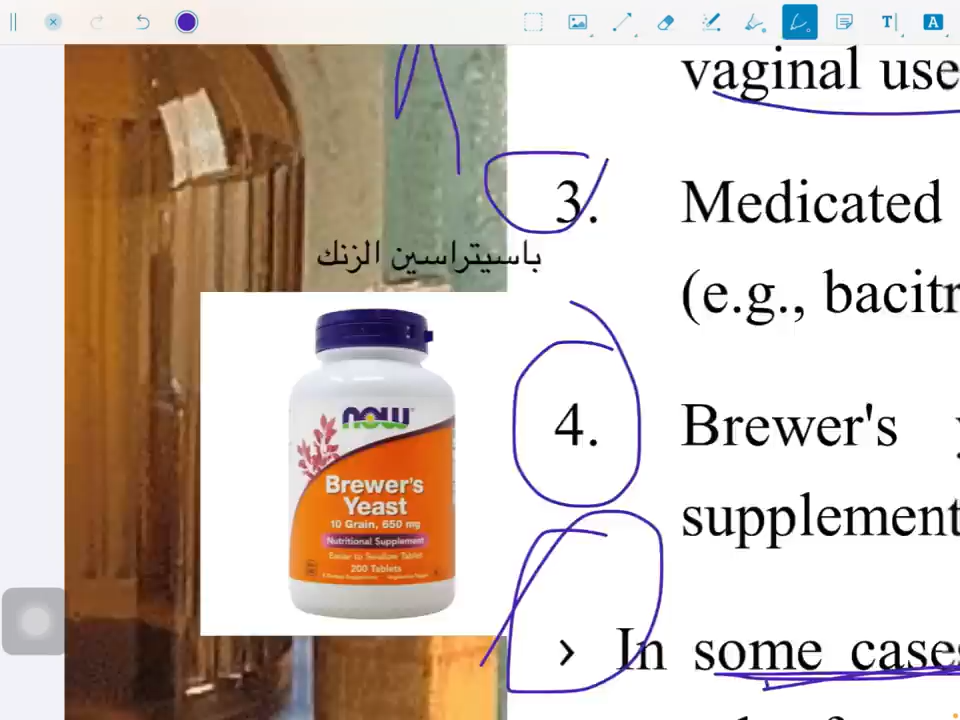 vaginal use
3. Medicated
(e.g., bacitr
باسيتراسين الزنك
4. Brewer's
supplement
now
Brewer's
Yeast
10 Grain, 650 mg
Nutritional Supplement
Easier to Swallow Tablet
200 Tablets
› In some cases
T
A